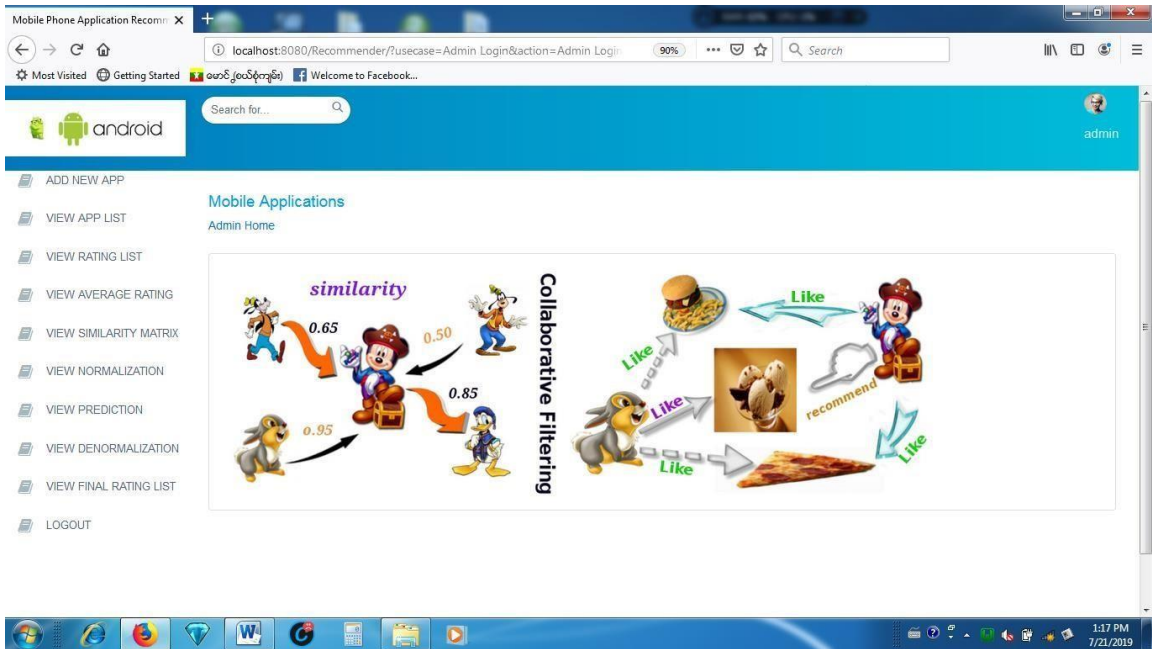 Mobile Phone Application Recomm
localhost:8080/Recommender/?usecase=Admin Login&action=Admin Login
90%
Search
Most Visited
Getting Started
Welcome to Facebook...
android
Search for...
admin
ADD NEW APP
VIEW APP LIST
VIEW RATING LIST
VIEW AVERAGE RATING
VIEW SIMILARITY MATRIX
VIEW NORMALIZATION
VIEW PREDICTION
VIEW DENORMALIZATION
VIEW FINAL RATING LIST
LOGOUT
Mobile Applications
Admin Home
similarity
0.65
0.50
0.85
0.95
Collaborative Filtering
Like
Like
Like
Like
recommend
Like
1:17 PM
7/21/2019